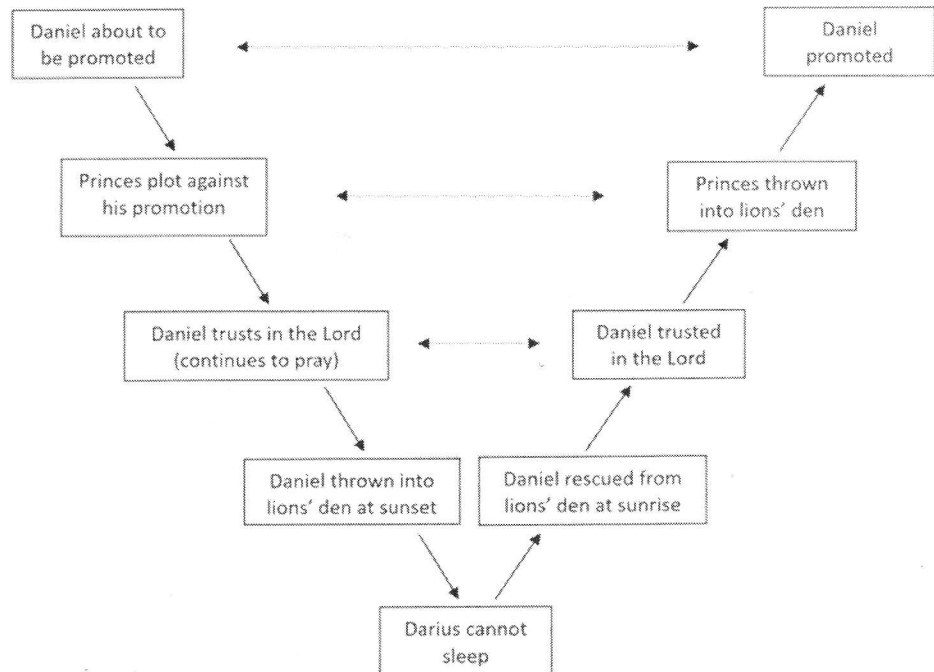 Daniel about to
be promoted
Daniel
promoted
Princes plot against
his promotion
Princes thrown
into lions' den
Daniel trusts in the Lord
(continues to pray)
Daniel trusted
in the Lord
Daniel thrown into
lions' den at sunset
Daniel rescued from
lions' den at sunrise
Darius cannot
sleep